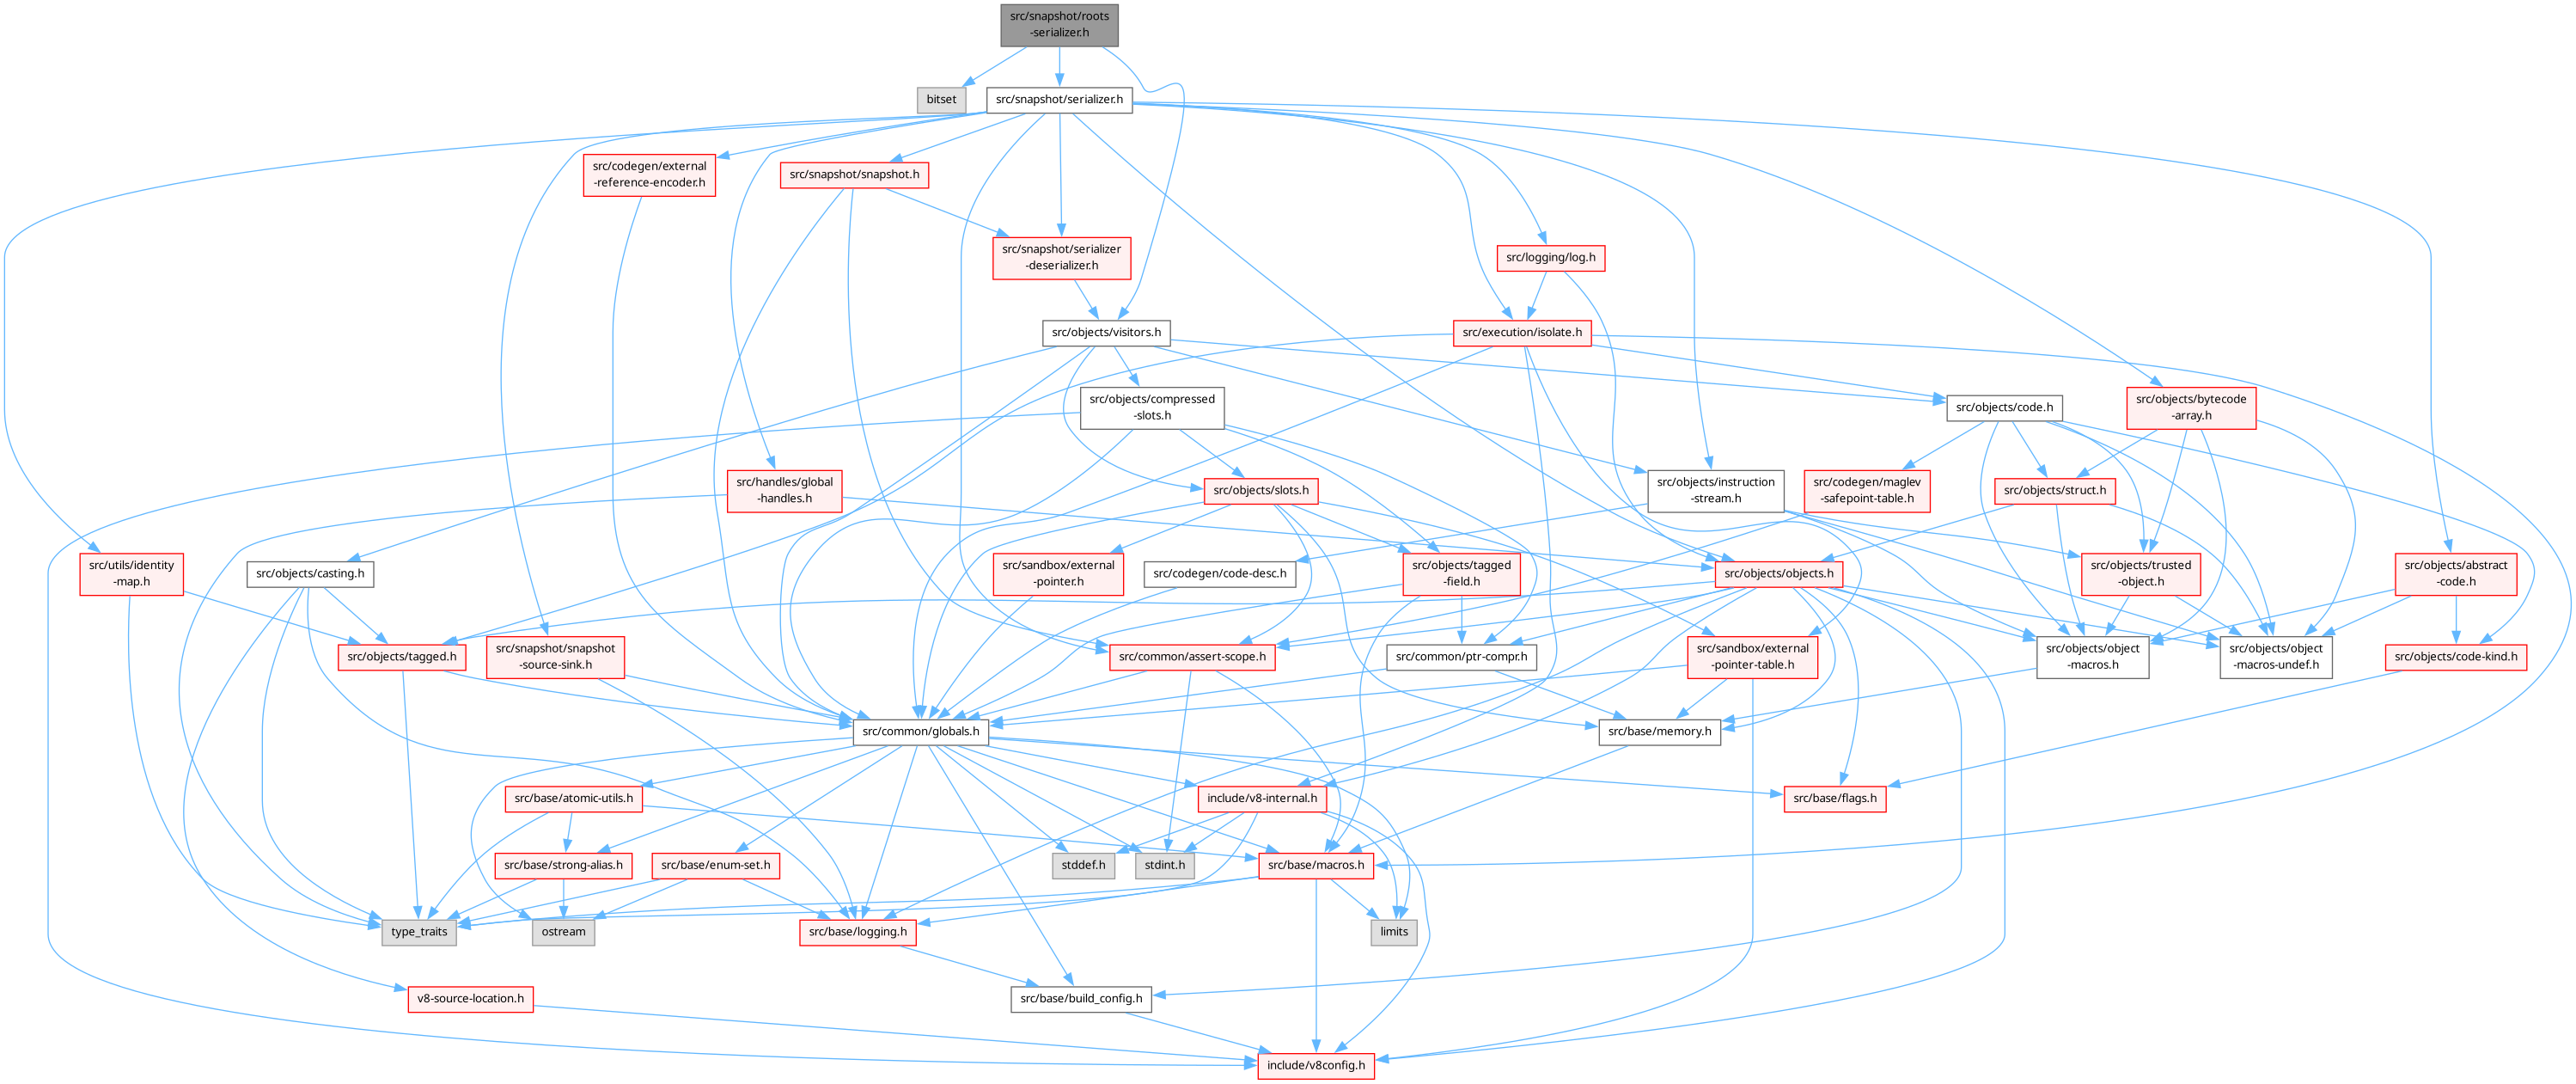 src/snapshot/roots
-serializer.h
bitset
src/snapshot/serializer.h
src/codegen/external
-reference-encoder.h
src/snapshot/snapshot.h
src/snapshot/serializer
-deserializer.h
src/logging/log.h
src/objects/visitors.h
src/execution/isolate.h
src/objects/compressed
-slots.h
src/objects/code.h
src/objects/bytecode
-array.h
src/handles/global
-handles.h
src/objects/slots.h
src/objects/instruction
-stream.h
src/codegen/maglev
-safepoint-table.h
src/objects/struct.h
src/utils/identity
-map.h
src/objects/casting.h
src/sandbox/external
-pointer.h
src/codegen/code-desc.h
src/objects/tagged
-field.h
src/objects/objects.h
src/objects/trusted
-object.h
src/objects/abstract
-code.h
src/objects/tagged.h
src/snapshot/snapshot
-source-sink.h
src/common/assert-scope.h
src/common/ptr-compr.h
src/sandbox/external
-pointer-table.h
src/objects/object
-macros.h
src/objects/object
-macros-undef.h
src/objects/code-kind.h
src/common/globals.h
src/base/memory.h
src/base/atomic-utils.h
include/v8-internal.h
src/base/flags.h
src/base/strong-alias.h
src/base/enum-set.h
stddef.h
stdint.h
src/base/macros.h
type_traits
ostream
src/base/logging.h
limits
v8-source-location.h
src/base/build_config.h
include/v8config.h